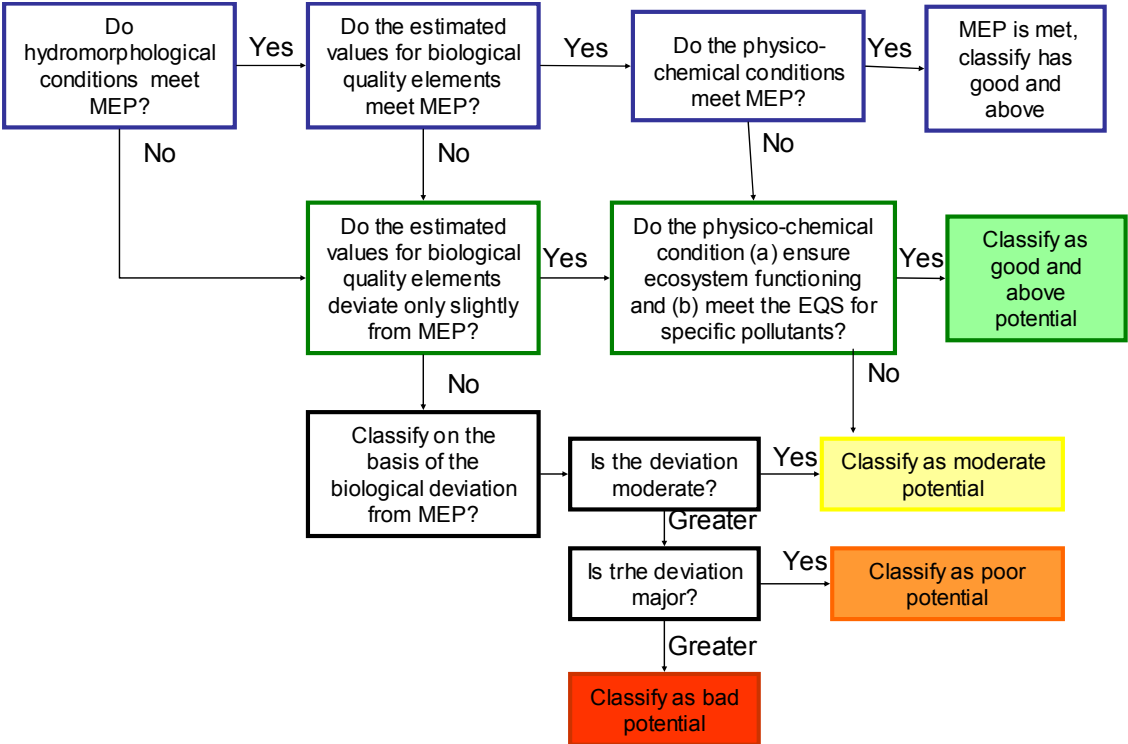 Do
hydromorphological
conditions meet
MEP?
Yes
Do the estimated
values for biological
quality elements
meet MEP?
Yes
Do the physico-
chemical conditions
meet MEP?
Yes
MEP is met,
classify has
good and
above
No
No
No
Do the estimated
values for biological
quality elements
deviate only slightly
from MEP?
Yes
Do the physico-chemical
condition (a) ensure
ecosystem functioning
and (b) meet the EQS for
specific pollutants?
Yes
Classify as
good and
above
potential
No
No
Classify on the
basis of the
biological deviation
from MEP?
Is the deviation
moderate?
Yes
Classify as moderate
potential
Greater
Is trhe deviation
major?
Yes
Classify as poor
potential
Greater
Classify as bad
potential